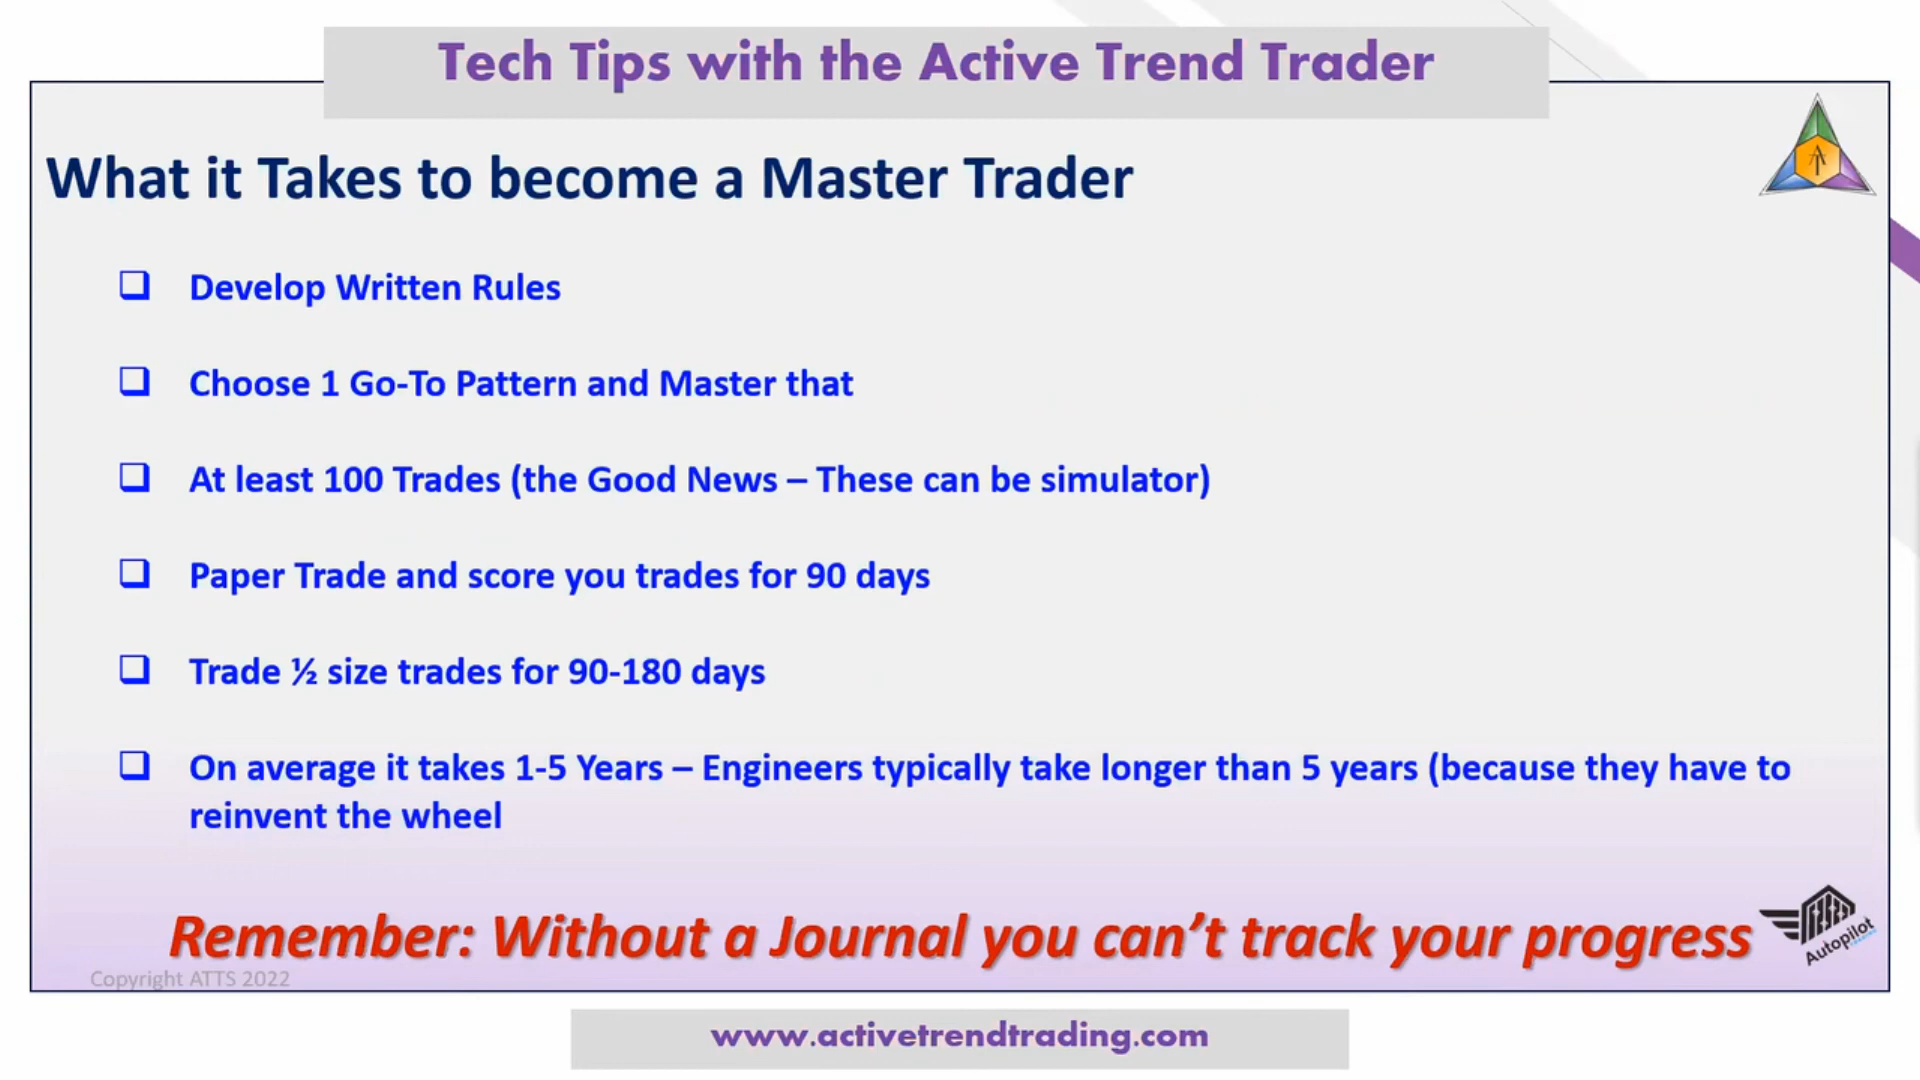 Tech Tips with the Active Trend Trader
What it Takes to become a Master Trader
❑ Develop Written Rules
❑ Choose 1 Go-To Pattern and Master that
❑ At least 100 Trades (the Good News – These can be simulator)
❑ Paper Trade and score you trades for 90 days
❑ Trade ½ size trades for 90-180 days
❑ On average it takes 1-5 Years – Engineers typically take longer than 5 years (because they have to
reinvent the wheel
Remember: Without a Journal you can’t track your progress
Autopilot
Copyright ATTS 2022
www.activetrendtrading.com